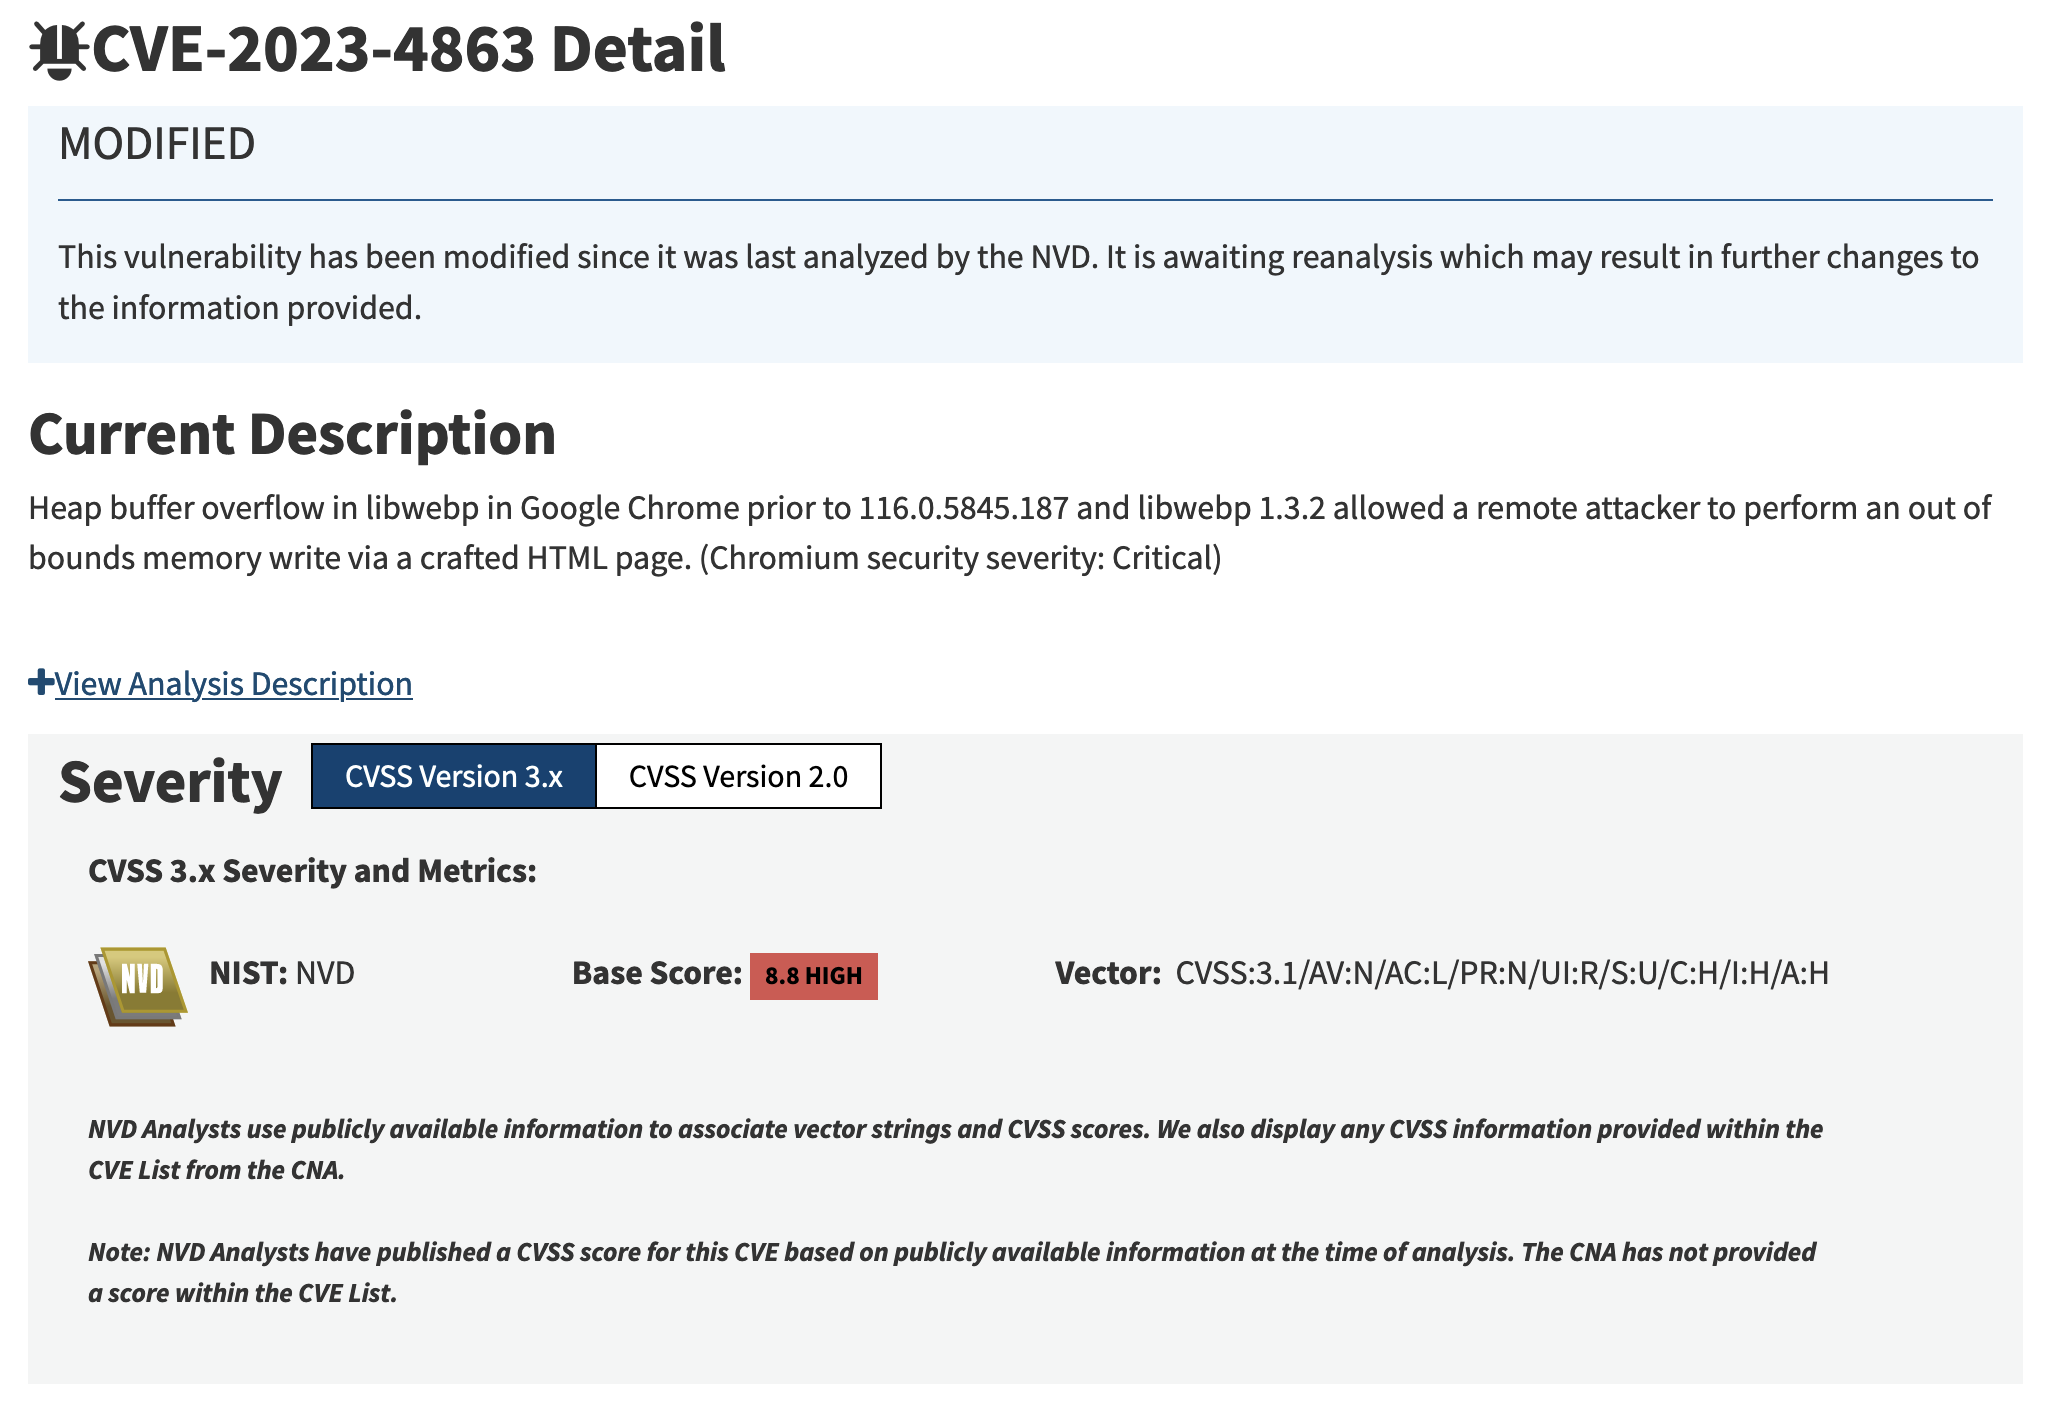 CVE-2023-4863 Detail
MODIFIED
This vulnerability has been modified since it was last analyzed by the NVD. It is awaiting reanalysis which may result in further changes to
the information provided.
Current Description
Heap buffer overflow in libwebp in Google Chrome prior to 116.0.5845.187 and libwebp 1.3.2 allowed a remote attacker to perform an out of
bounds memory write via a crafted HTML page. (Chromium security severity: Critical)
View Analysis Description
Severity CVSS Version 3.x CVSS Version 2.0
CVSS 3.x Severity and Metrics:
NVD NIST: NVD Base Score: 8.8 HIGH Vector: CVSS:3.1/AV:N/AC:L/PR:N/UI:R/S:U/C:H/I:H/A:H
NVD Analysts use publicly available information to associate vector strings and CVSS scores. We also display any CVSS information provided within the
CVE List from the CNA.
Note: NVD Analysts have published a CVSS score for this CVE based on publicly available information at the time of analysis. The CNA has not provided
a score within the CVE List.